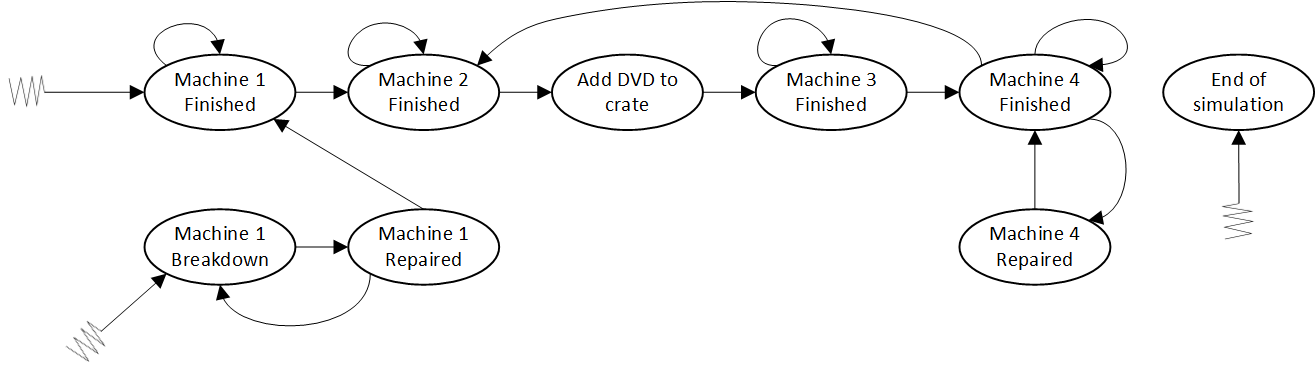 Machine 1
Finished
Machine 2
Finished
Add DVD to
crate
Machine 3
Finished
Machine 4
Finished
End of
simulation
Machine 1
Breakdown
Machine 1
Repaired
Machine 4
Repaired